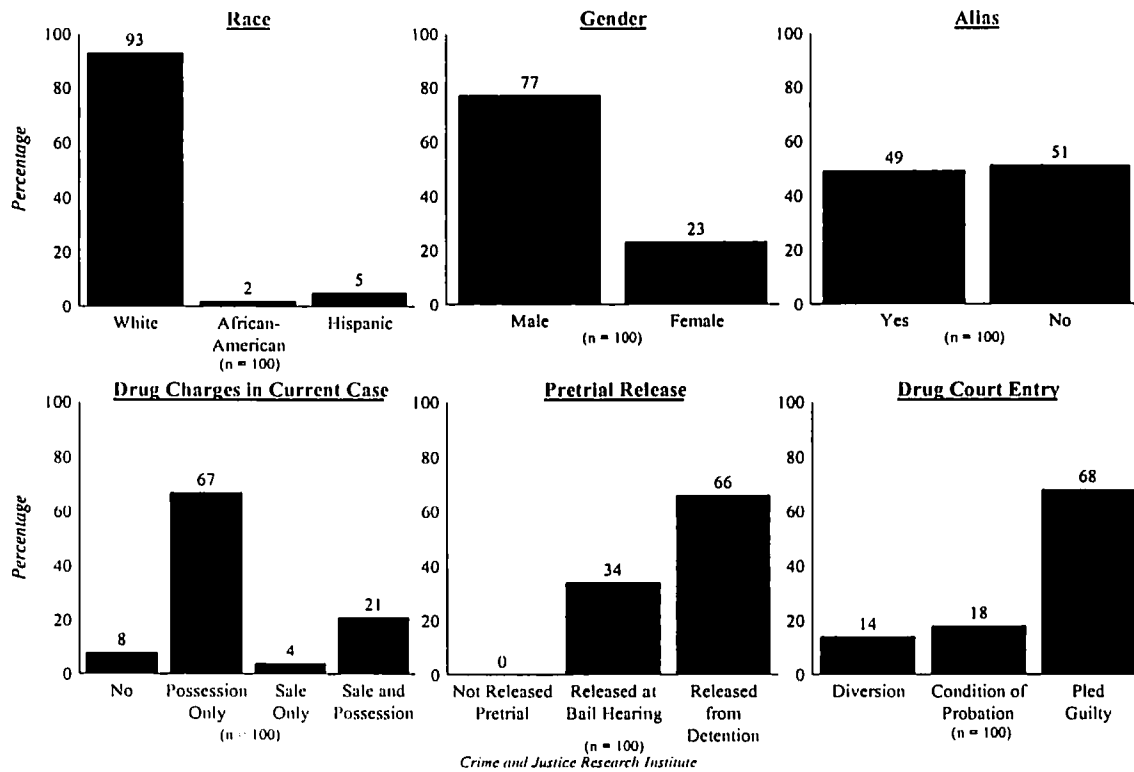 Race
Gender
Alias
Percentage
100
80
60
40
20
0
93
2
5
White
African-
American
Hispanic
(n = 100)
100
80
60
40
20
0
77
23
Male
Female
(n = 100)
100
80
60
40
20
0
49
51
Yes
No
(n = 100)
Drug Charges in Current Case
Pretrial Release
Drug Court Entry
Percentage
100
80
60
40
20
0
8
67
4
21
No
Possession
Only
Sale
Only
Sale and
Possession
(n = 100)
100
80
60
40
20
0
0
34
66
Not Released
Pretrial
Released at
Bail Hearing
Released
from
Detention
(n = 100)
100
80
60
40
20
0
14
18
68
Diversion
Condition of
Probation
Pled
Guilty
(n = 100)
Crime and Justice Research Institute